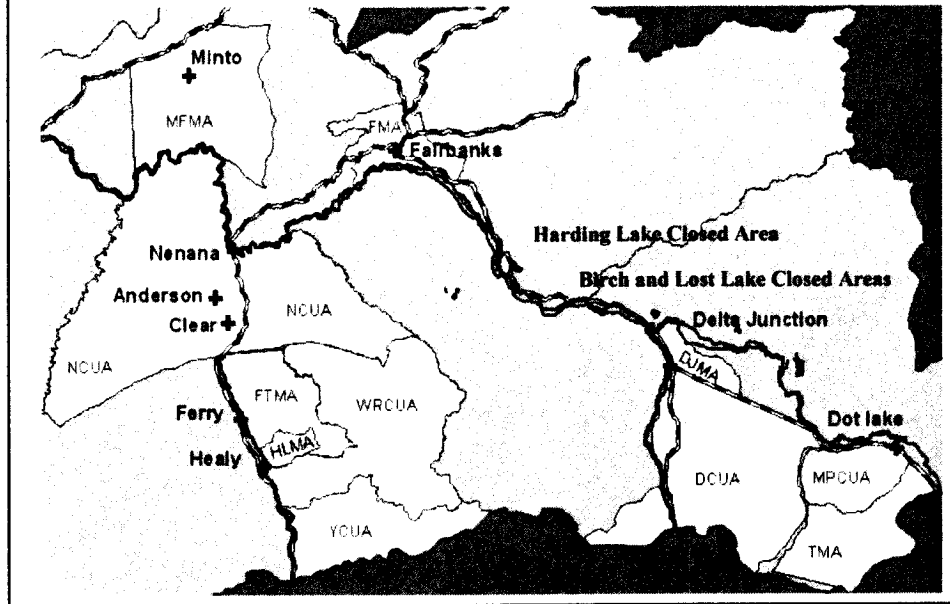 Minto
MFMA
FMA
Fairbanks
Harding Lake Closed Area
Nenana
Birch and Lost Lake Closed Areas
Anderson
NCUA
Clear
Delta Junction
NCUA
DJMA
FTMA
WRCUA
Ferry
Dot lake
HLMA
Healy
DCUA
MPCUA
YCUA
TMA